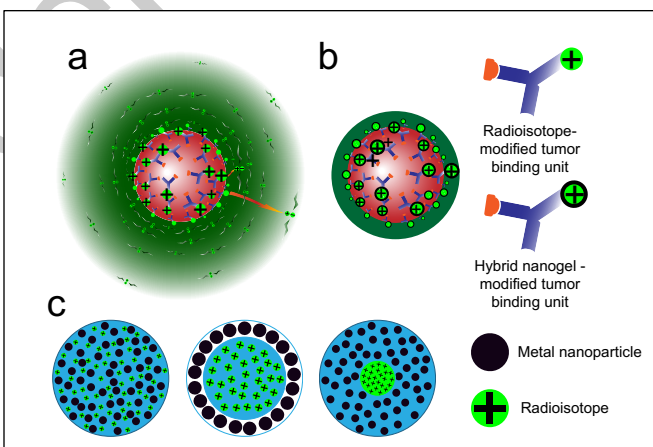 a
b
Radioisotope-
modified tumor
binding unit
Hybrid nanogel -
modified tumor
binding unit
c
Metal nanoparticle
Radioisotope